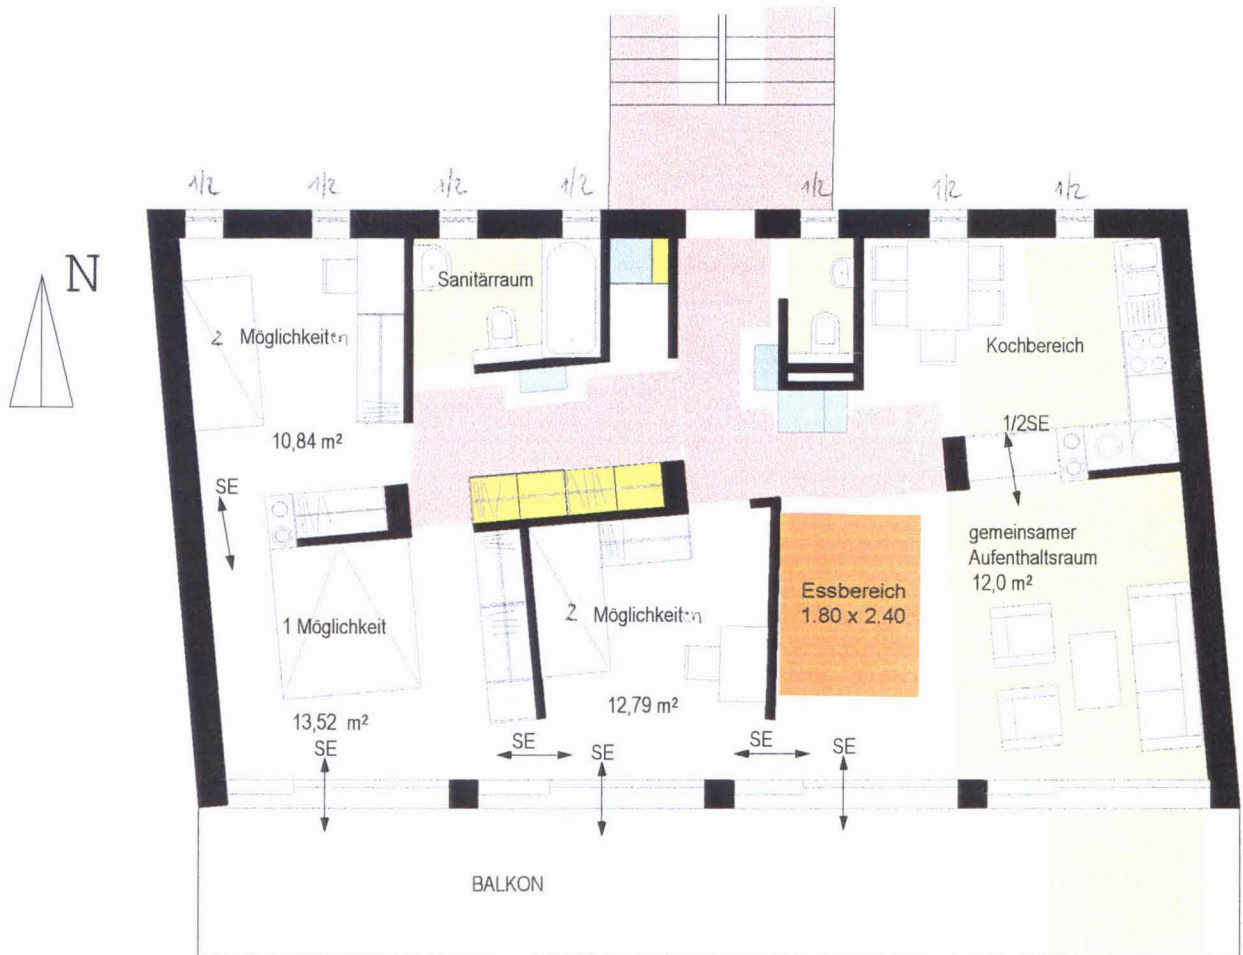 1/2 1/2 1/2 1/2 1/2 1/2 1/2
N
Sanitärraum
2 Möglichkeiten
Kochbereich
10,84 m²
1/2SE
SE
gemeinsamer
Aufenthaltsraum
12,0 m²
Essbereich
1.80 x 2.40
1 Möglichkeit
2 Möglichkeiten
13,52 m²
12,79 m²
SE
SE
SE
SE
SE
BALKON